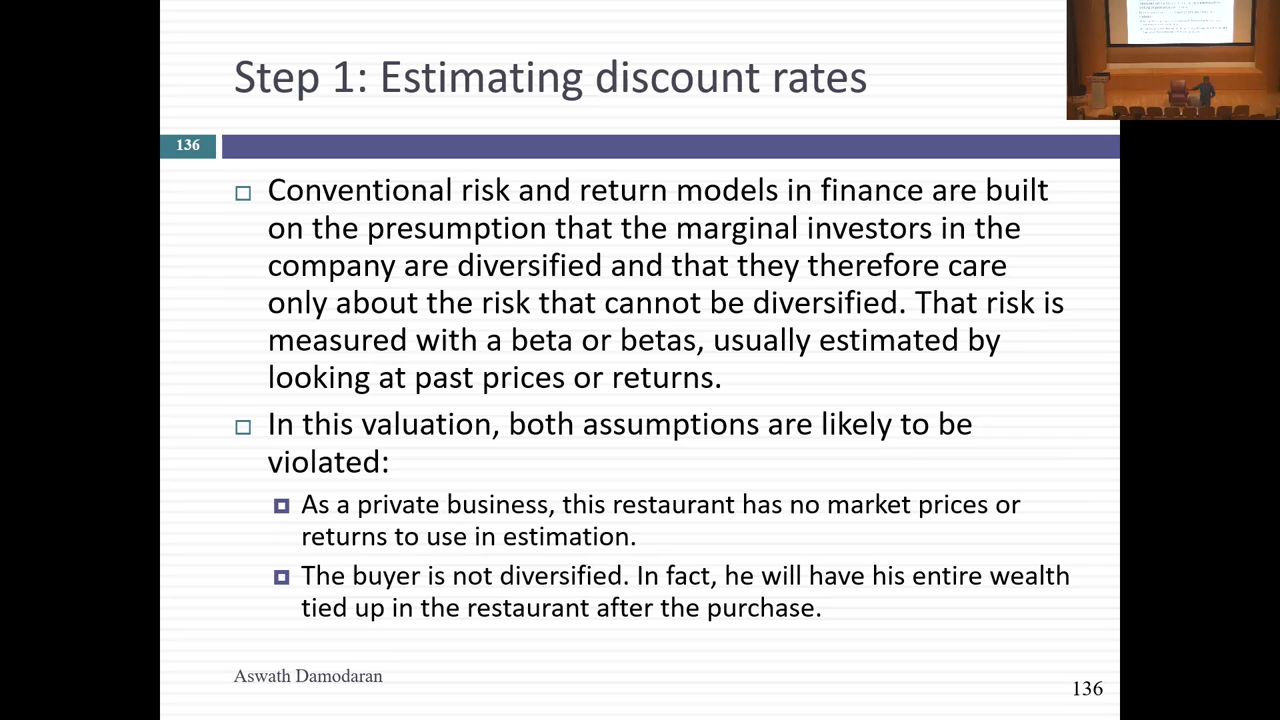 Step 1: Estimating discount rates
136
Conventional risk and return models in finance are built
on the presumption that the marginal investors in the
company are diversified and that they therefore care
only about the risk that cannot be diversified. That risk is
measured with a beta or betas, usually estimated by
looking at past prices or returns.
In this valuation, both assumptions are likely to be
violated:
As a private business, this restaurant has no market prices or
returns to use in estimation.
The buyer is not diversified. In fact, he will have his entire wealth
tied up in the restaurant after the purchase.
Aswath Damodaran
136